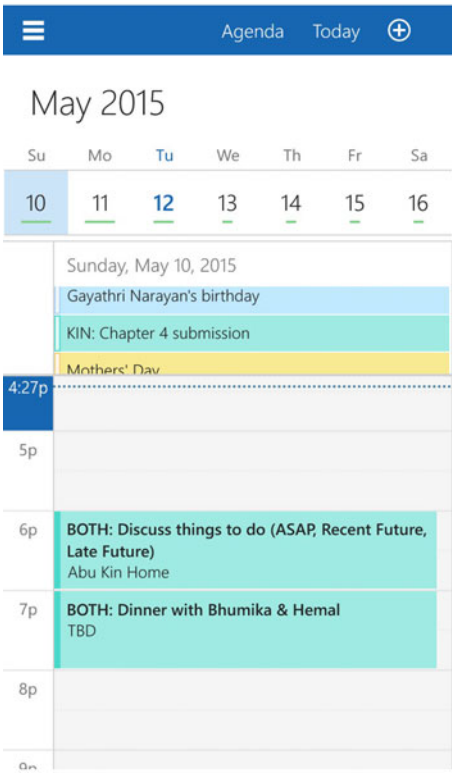 Agenda Today
May 2015
Su Mo Tu We Th Fr Sa
10 11 12 13 14 15 16
Sunday, May 10, 2015
Gayathri Narayan's birthday
KIN: Chapter 4 submission
Mothers' Day
4:27p
5p
6p
BOTH: Discuss things to do (ASAP, Recent Future,
Late Future)
Abu Kin Home
7p
BOTH: Dinner with Bhumika & Hemal
TBD
8p
9p